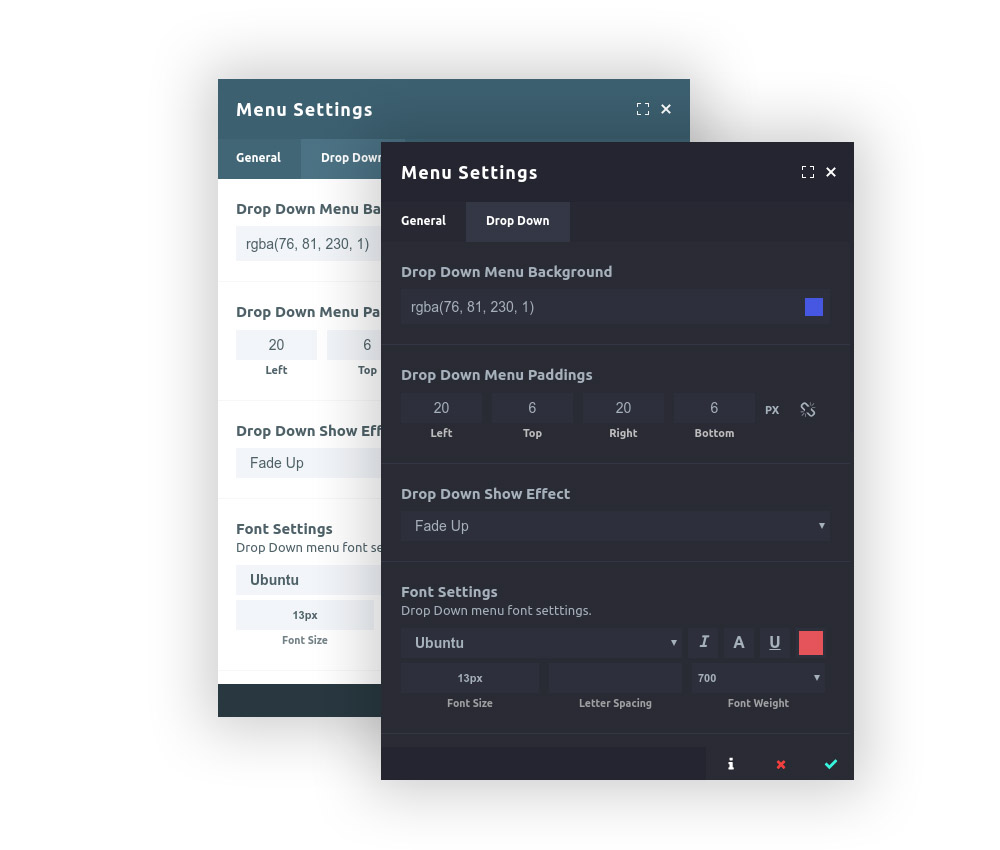 Menu Settings
General
Drop Down
Drop Down Menu Ba
rgba(76, 81, 230, 1)
Drop Down Menu Pa
20 6
Left Top
Drop Down Show Eff
Fade Up
Font Settings
Drop Down menu font se
Ubuntu
13px
Font Size
Menu Settings
General
Drop Down
Drop Down Menu Background
rgba(76, 81, 230, 1)
Drop Down Menu Paddings
20 6 20 6 PX
Left Top Right Bottom
Drop Down Show Effect
Fade Up
Font Settings
Drop Down menu font setttings.
Ubuntu I A U
13px 700
Font Size Letter Spacing Font Weight